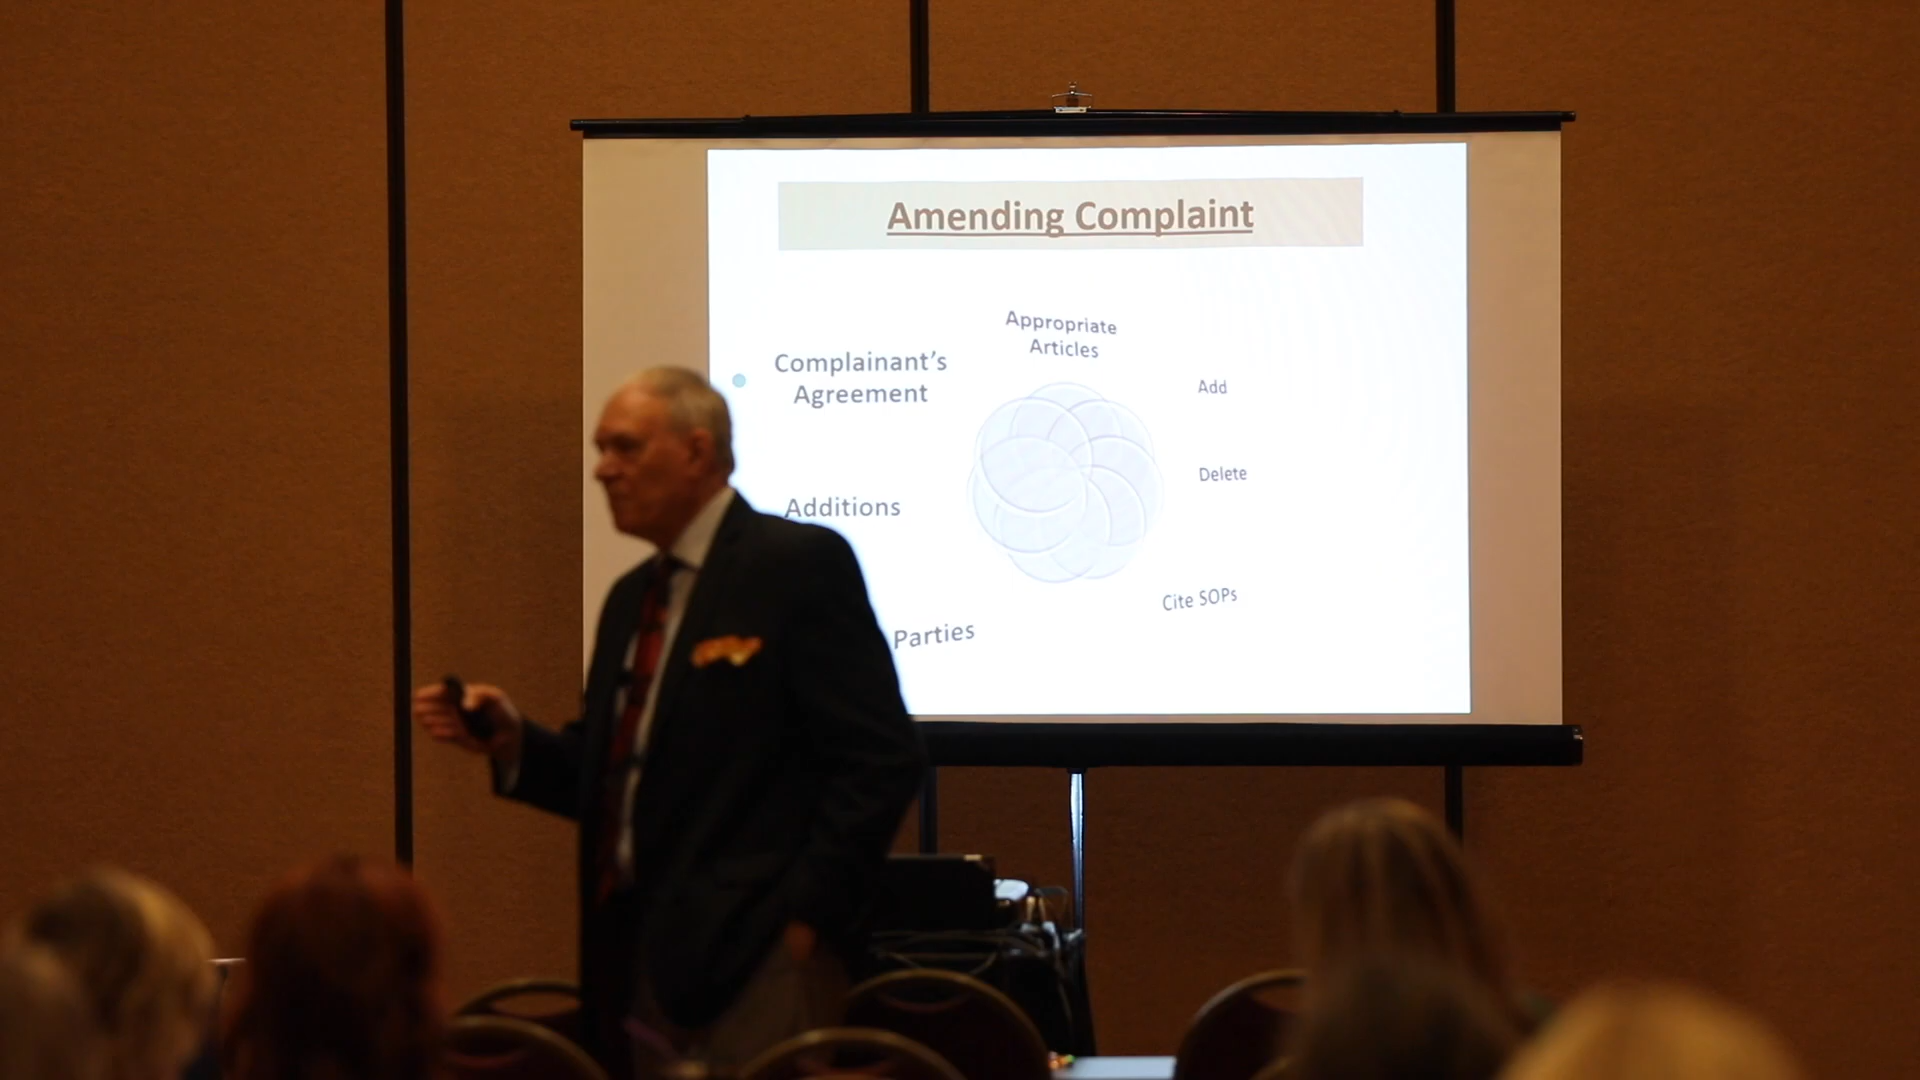 Amending Complaint
Appropriate
Articles
Complainant's
Agreement
Add
Delete
Additions
Cite SOPs
Parties